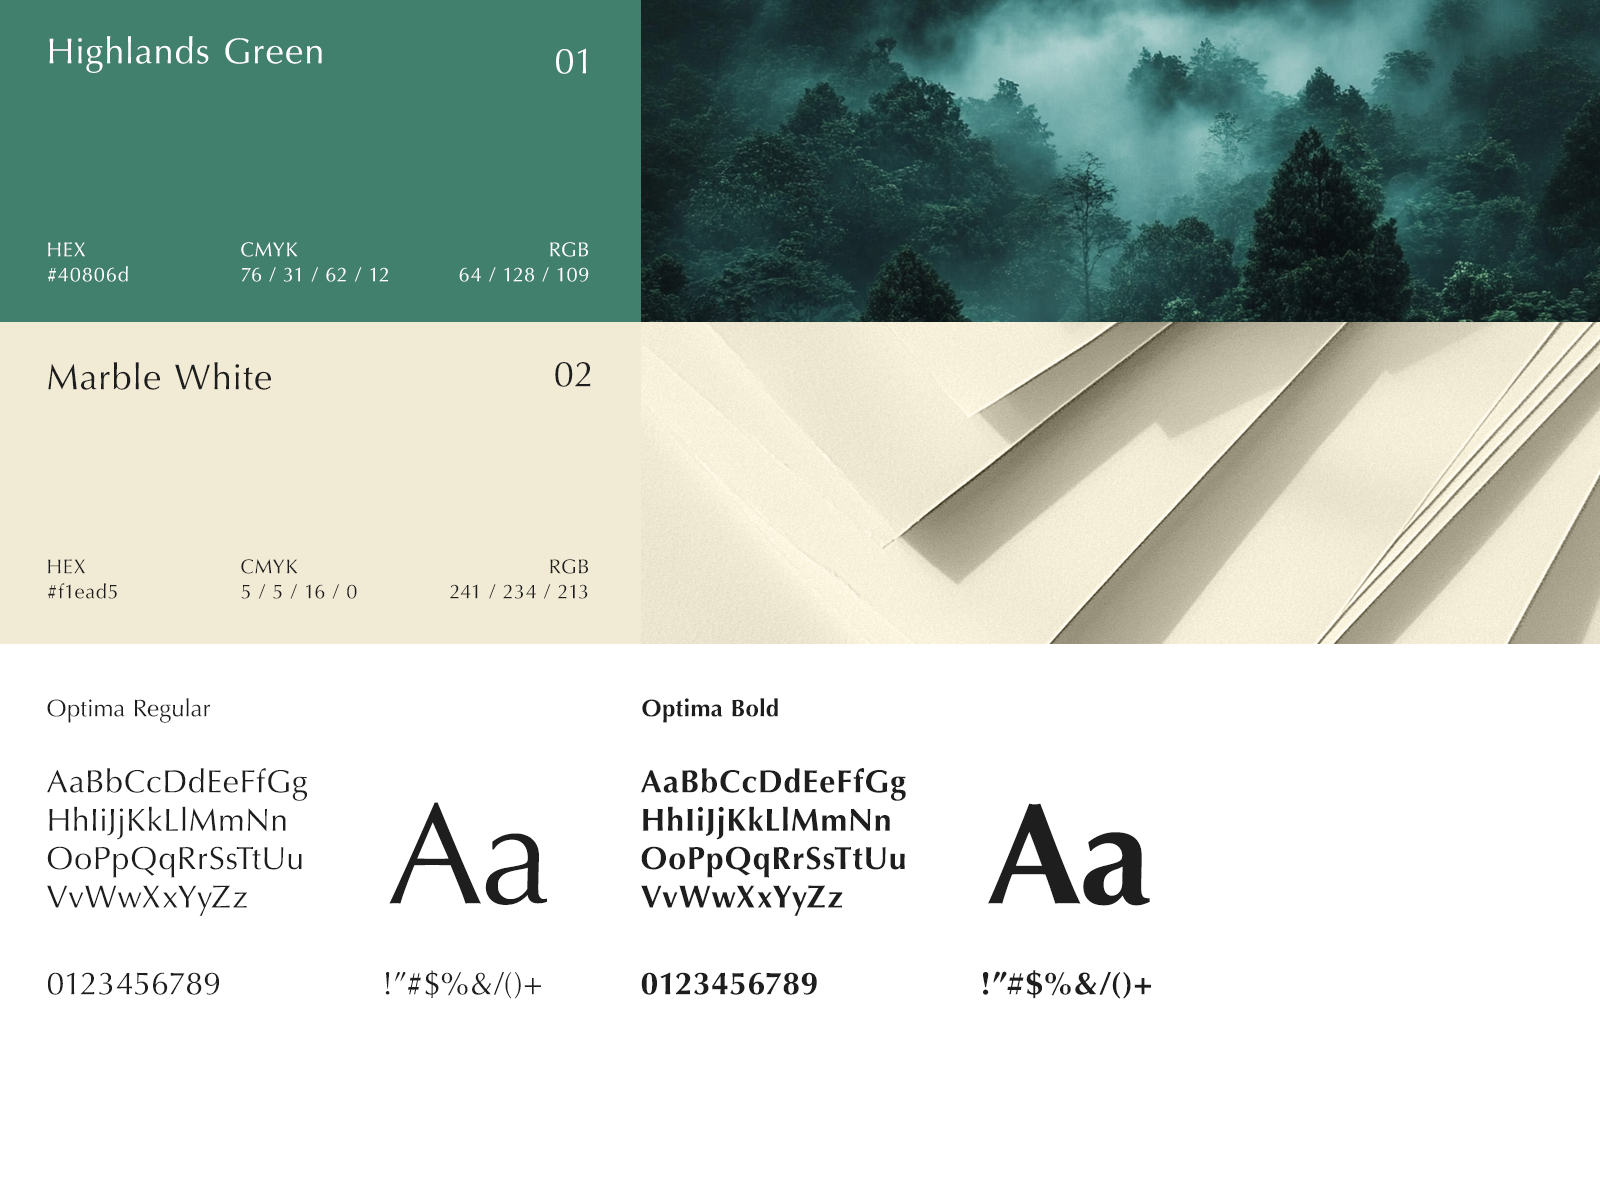 Highlands Green
01
HEX
#40806d
CMYK
76 / 31 / 62 / 12
RGB
64 / 128 / 109
Marble White
02
HEX
#f1ead5
CMYK
5 / 5 / 16 / 0
RGB
241 / 234 / 213
Optima Regular
AaBbCcDdEeFfGg
HhIiJjKkLlMmNn
OoPpQqRrSsTtUu
VvWwXxYyZz
Aa
0123456789
!"#$%&/()+
Optima Bold
AaBbCcDdEeFfGg
HhIiJjKkLlMmNn
OoPpQqRrSsTtUu
VvWwXxYyZz
Aa
0123456789
!"#$%&/()+